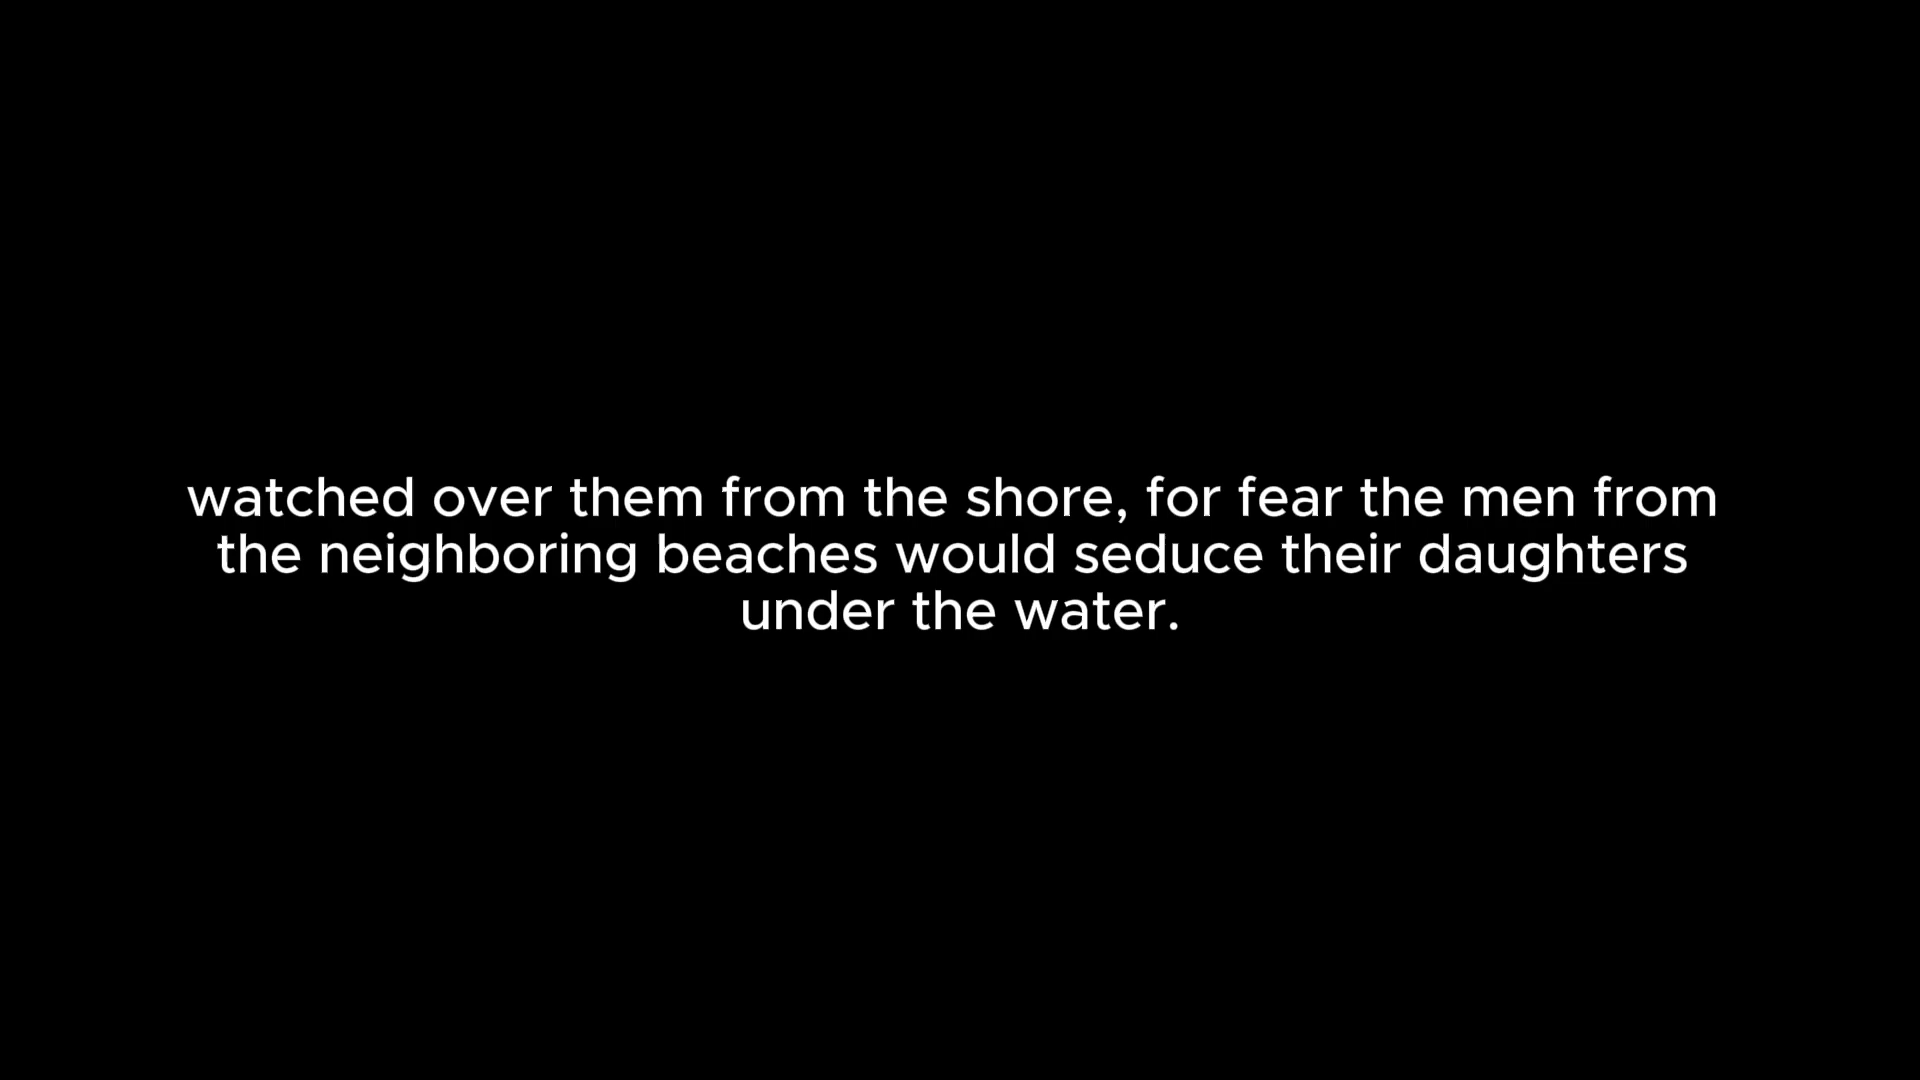 watched over them from the shore, for fear the men from
the neighboring beaches would seduce their daughters
under the water.